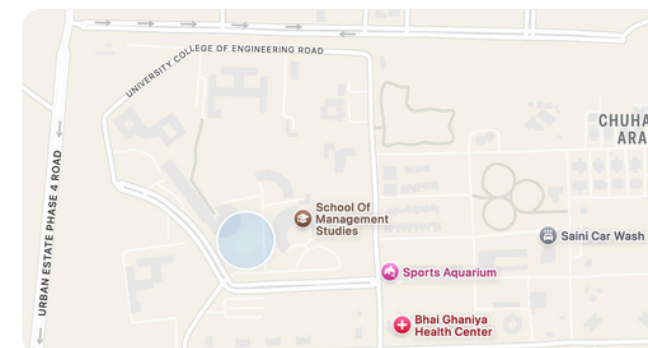 UNIVERSITY COLLEGE OF ENGINEERING ROAD
CHUHA
ARA
URBAN ESTATE PHASE 4 ROAD
School Of
Management
Studies
Saini Car Wash
Sports Aquarium
Bhai Ghaniya
Health Center